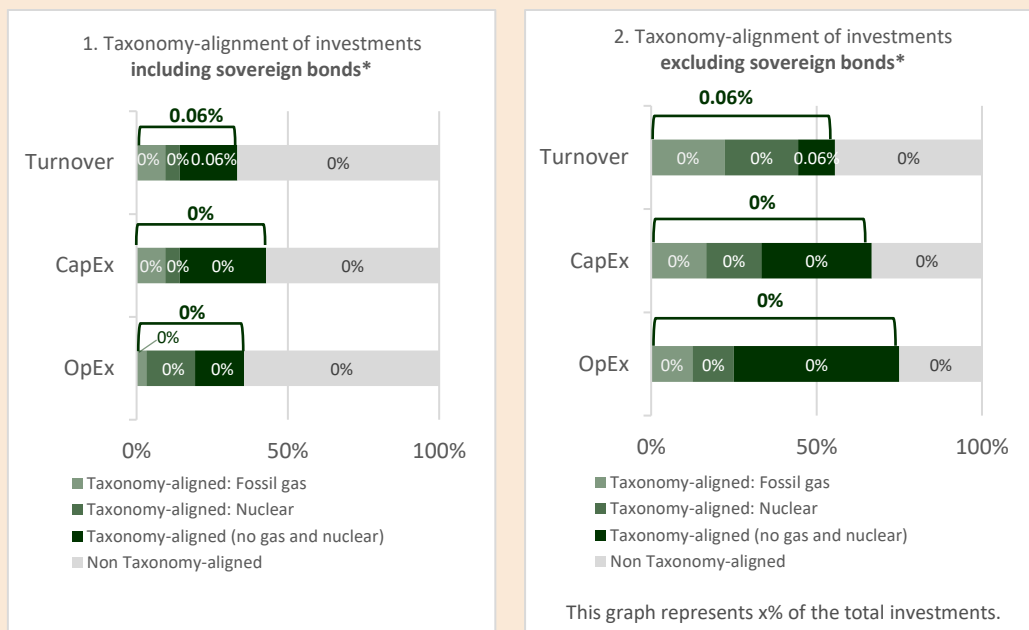 1. Taxonomy-alignment of investments
including sovereign bonds*
0.06%
Turnover
0% 0% 0.06% 0%
0%
CapEx
0% 0% 0% 0%
0%
0%
OpEx
0% 0% 0%
0% 50% 100%
Taxonomy-aligned: Fossil gas
Taxonomy-aligned: Nuclear
Taxonomy-aligned (no gas and nuclear)
Non Taxonomy-aligned
2. Taxonomy-alignment of investments
excluding sovereign bonds*
0.06%
Turnover
0% 0% 0.06% 0%
0%
CapEx
0% 0% 0% 0%
0%
OpEx
0% 0% 0% 0%
0% 50% 100%
Taxonomy-aligned: Fossil gas
Taxonomy-aligned: Nuclear
Taxonomy-aligned (no gas and nuclear)
Non Taxonomy-aligned
This graph represents x% of the total investments.